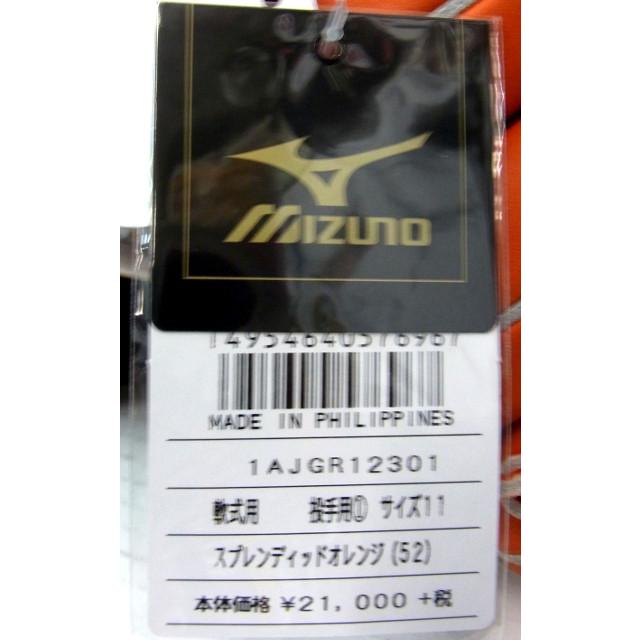 MIZUNO
MADE IN PHILIPPINES
1AJGR12301
軟式用 投手用① サイズ11
スプレンディッドオレンジ(52)
本体価格 ¥21,000 +税